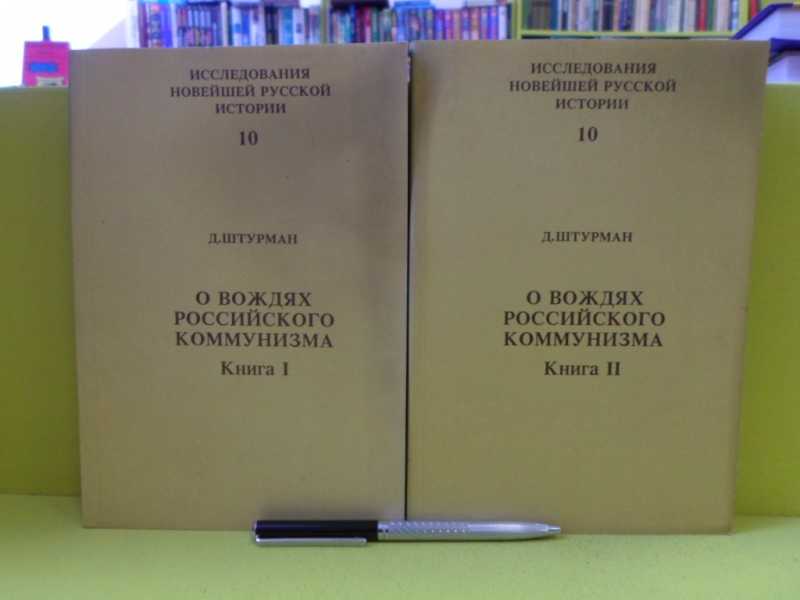 ИССЛЕДОВАНИЯ
НОВЕЙШЕЙ РУССКОЙ
ИСТОРИИ
10
Д.ШТУРМАН
О ВОЖДЯХ
РОССИЙСКОГО
КОММУНИЗМА
Книга I
ИССЛЕДОВАНИЯ
НОВЕЙШЕЙ РУССКОЙ
ИСТОРИИ
10
Д.ШТУРМАН
О ВОЖДЯХ
РОССИЙСКОГО
КОММУНИЗМА
Книга II